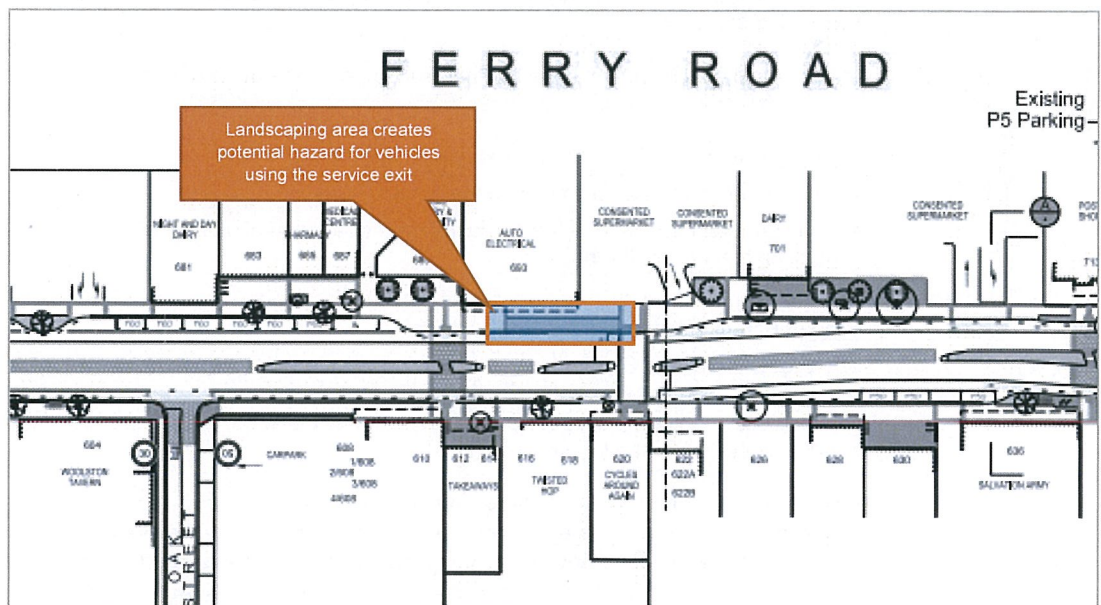 FERRY ROAD
Existing
P5 Parking
Landscaping area creates
potential hazard for vehicles
using the service exit
NIGHT AND DAY
DAIRY
681
683
PHARMACY
685
MEDICAL
CENTRE
687
AUTO
ELECTRICAL
693
CONSENTED
SUPERMARKET
CONSENTED
SUPERMARKET
DAIRY
701
CONSENTED
SUPERMARKET
A
604
WOOLSTON
TAVERN
CARPARK
608
1/608
2/608
3/608
4/608
610
612
614
TAKEAWAYS
616
618
TWISTED
HOP
620
CYCLES
AROUND
AGAIN
622
622A
622B
626
628
630
636
SALVATION ARMY
OAK
STREET